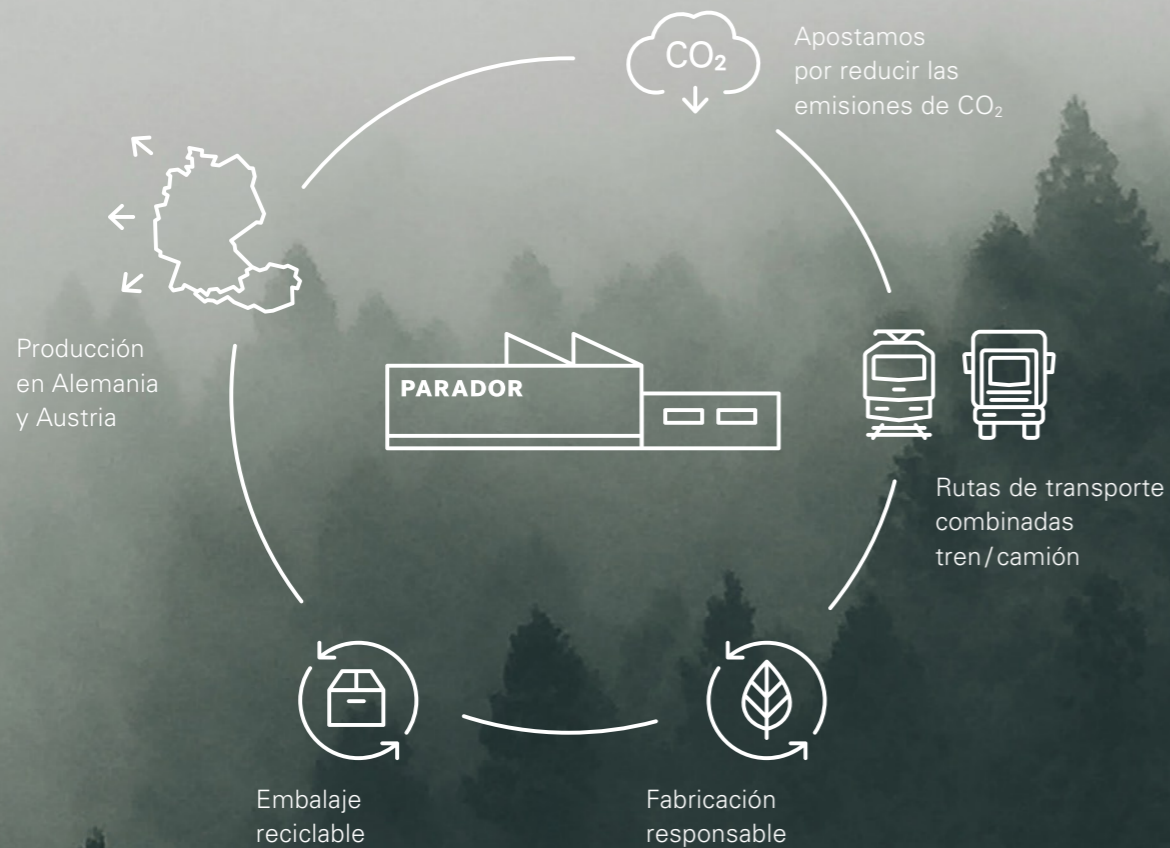 CO₂
Apostamos
por reducir las
emisiones de CO₂
Producción
en Alemania
y Austria
PARADOR
Rutas de transporte
combinadas
tren/camión
Embalaje
reciclable
Fabricación
responsable